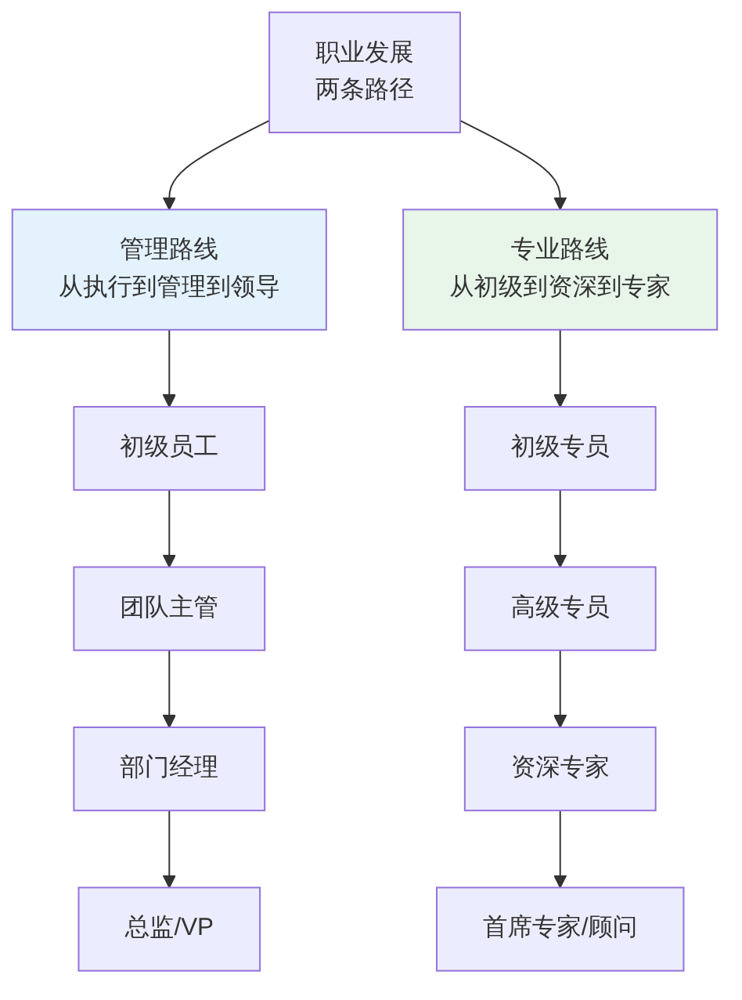 职业发展
两条路径
管理路线
从执行到管理到领导
专业路线
从初级到资深到专家
初级员工
初级专员
团队主管
高级专员
部门经理
资深专家
总监/VP
首席专家/顾问